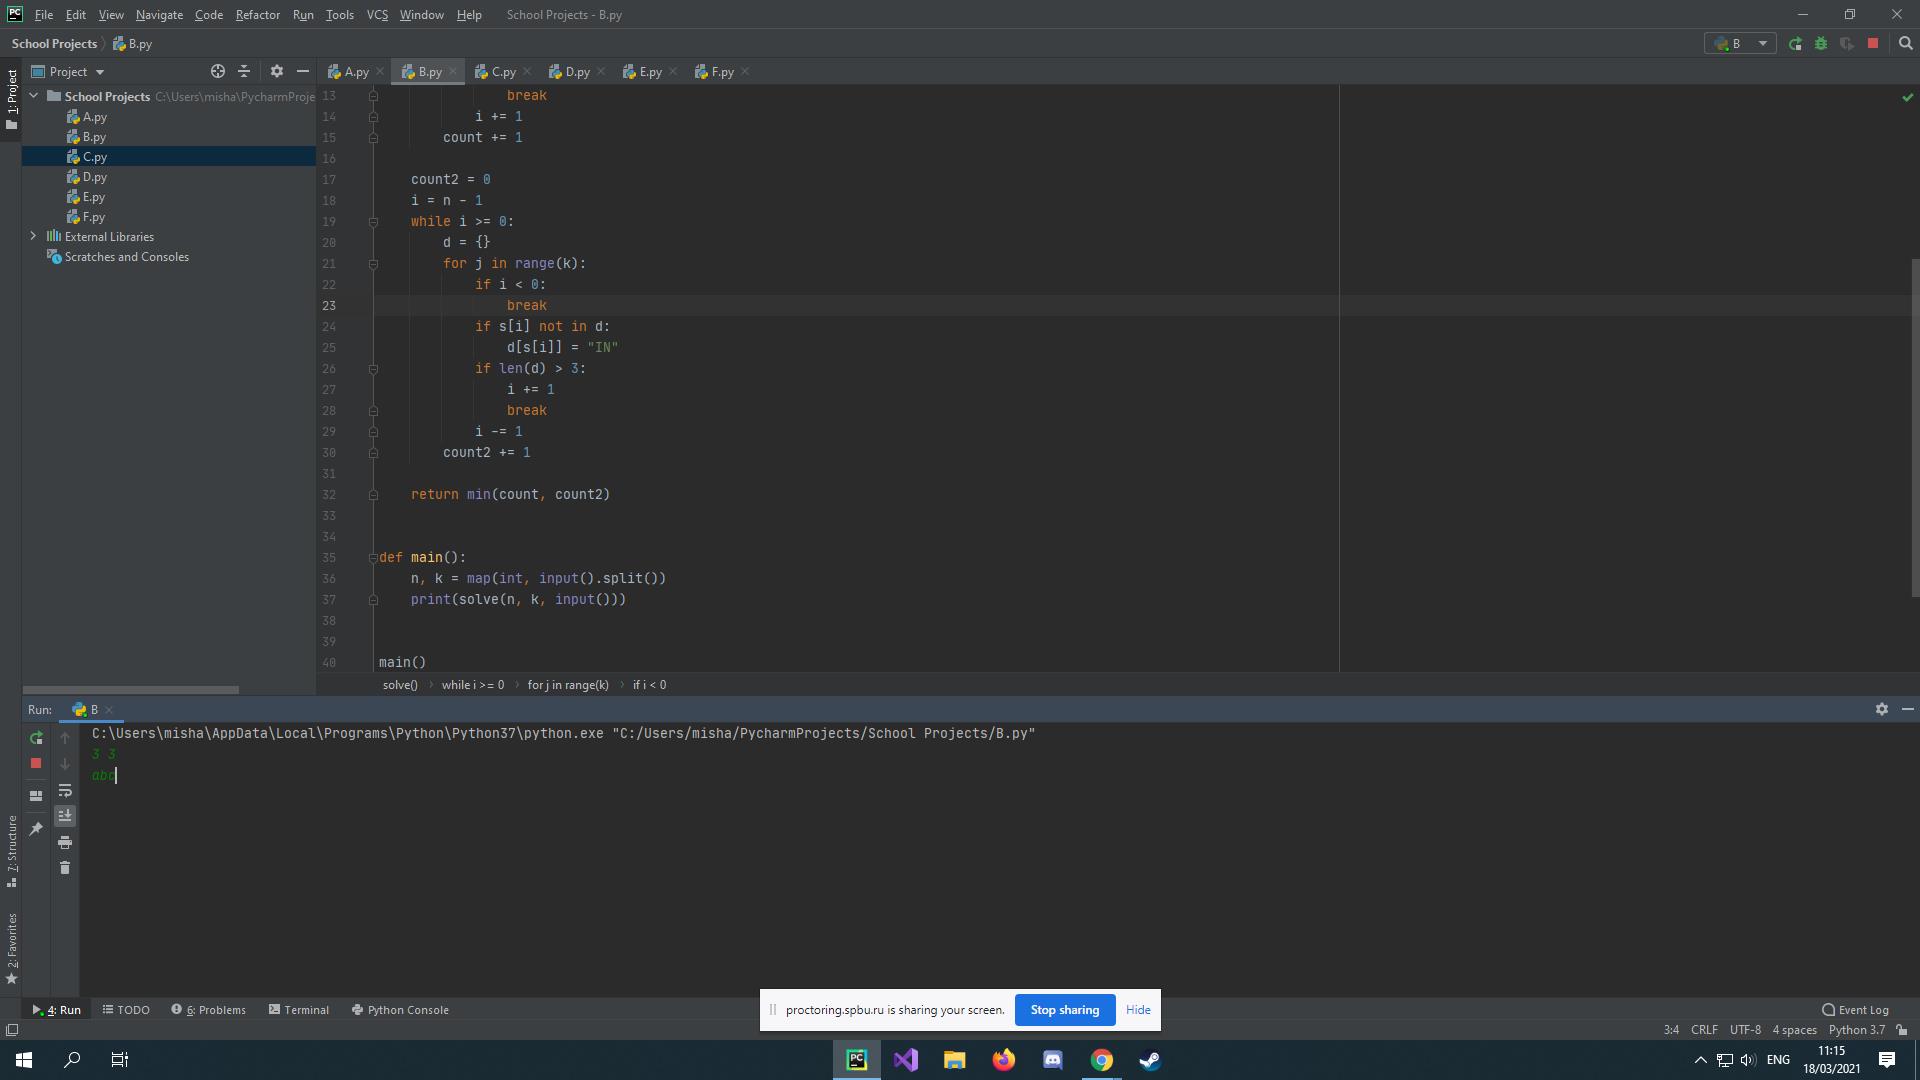 PC File Edit View Navigate Code Refactor Run Tools VCS Window Help School Projects - B.py
School Projects B.py B
1: Project
Project A.py B.py C.py D.py E.py F.py
School Projects C:\Users\misha\PycharmProje
A.py
B.py
C.py
D.py
E.py
F.py
External Libraries
Scratches and Consoles
13 break
14 i += 1
15 count += 1
16
17 count2 = 0
18 i = n - 1
19 while i >= 0:
20 d = {}
21 for j in range(k):
22 if i < 0:
23 break
24 if s[i] not in d:
25 d[s[i]] = "IN"
26 if len(d) > 3:
27 i += 1
28 break
29 i -= 1
30 count2 += 1
31
32 return min(count, count2)
33
34
35 def main():
36 n, k = map(int, input().split())
37 print(solve(n, k, input()))
38
39
40 main()
solve() while i >= 0 for j in range(k) if i < 0
Run: B
C:\Users\misha\AppData\Local\Programs\Python\Python37\python.exe "C:/Users/misha/PycharmProjects/School Projects/B.py"
3 3
abc
7: Structure
2: Favorites
4: Run TODO 6: Problems Terminal Python Console Event Log
proctoring.spbu.ru is sharing your screen. Stop sharing Hide
3:4 CRLF UTF-8 4 spaces Python 3.7
PC ENG 11:15
18/03/2021